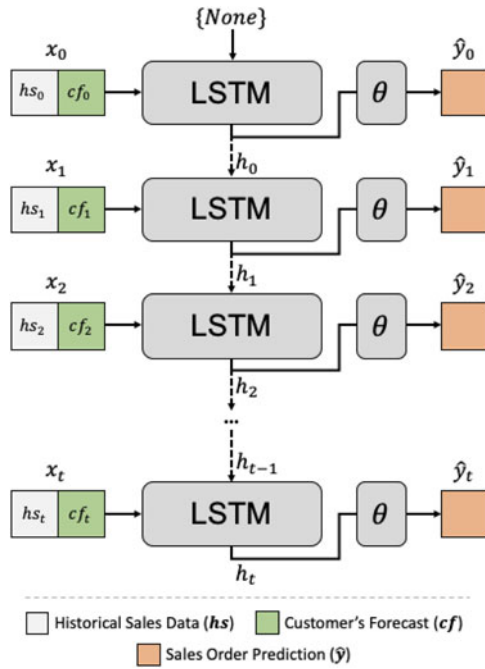 {None}
x₀ ŷ₀
hs₀ cf₀ LSTM θ
h₀
x₁ ŷ₁
hs₁ cf₁ LSTM θ
h₁
x₂ ŷ₂
hs₂ cf₂ LSTM θ
h₂
...
hₜ₋₁
xₜ ŷₜ
hsₜ cfₜ LSTM θ
hₜ
Historical Sales Data (hs) Customer's Forecast (cf)
Sales Order Prediction (ŷ)